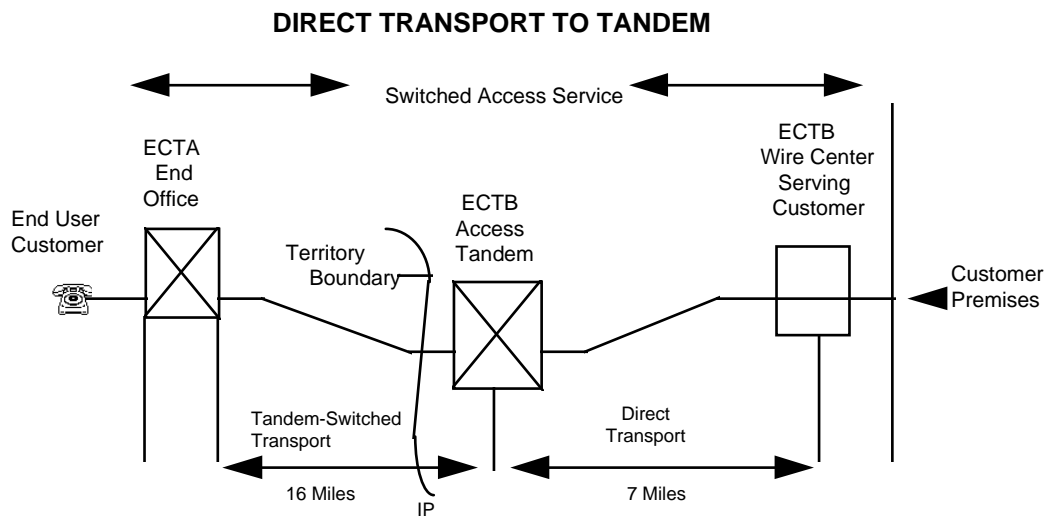 DIRECT TRANSPORT TO TANDEM
Switched Access Service
ECTA
End
Office
ECTB
Wire Center
Serving
Customer
ECTB
Access
Tandem
End User
Customer
Territory
Boundary
Customer
Premises
Tandem-Switched
Transport
Direct
Transport
16 Miles
7 Miles
IP